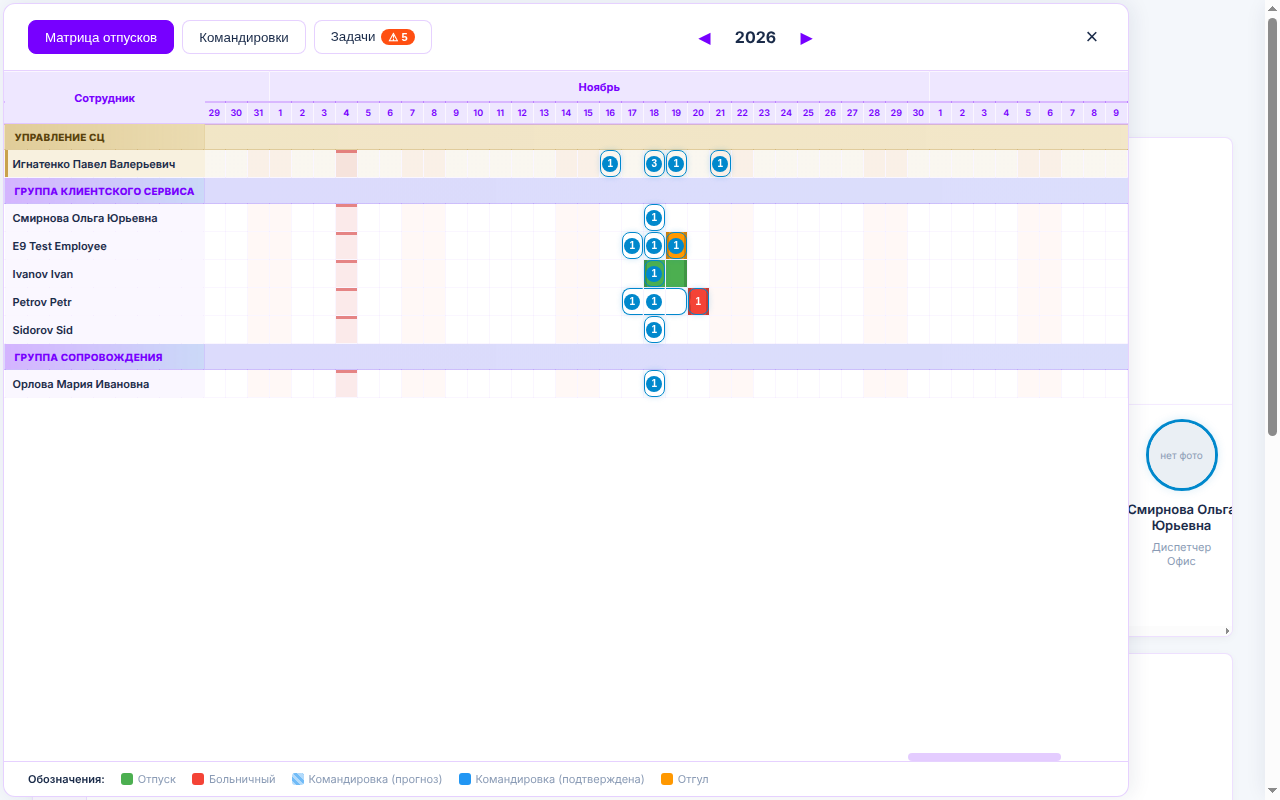 Матрица отпусков Командировки Задачи ⚠ 5 ◀ 2026 ▶ ×
Сотрудник
Ноябрь
29 30 31 1 2 3 4 5 6 7 8 9 10 11 12 13 14 15 16 17 18 19 20 21 22 23 24 25 26 27 28 29 30 1 2 3 4 5 6 7 8 9
УПРАВЛЕНИЕ СЦ
Игнатенко Павел Валерьевич 1 3 1 1
ГРУППА КЛИЕНТСКОГО СЕРВИСА
Смирнова Ольга Юрьевна 1
E9 Test Employee 1 1 1
Ivanov Ivan 1
Petrov Petr 1 1 1
Sidorov Sid 1
ГРУППА СОПРОВОЖДЕНИЯ
Орлова Мария Ивановна 1
нет фото
Смирнова Ольга
Юрьевна
Диспетчер
Офис
Обозначения: Отпуск Больничный Командировка (прогноз) Командировка (подтверждена) Отгул